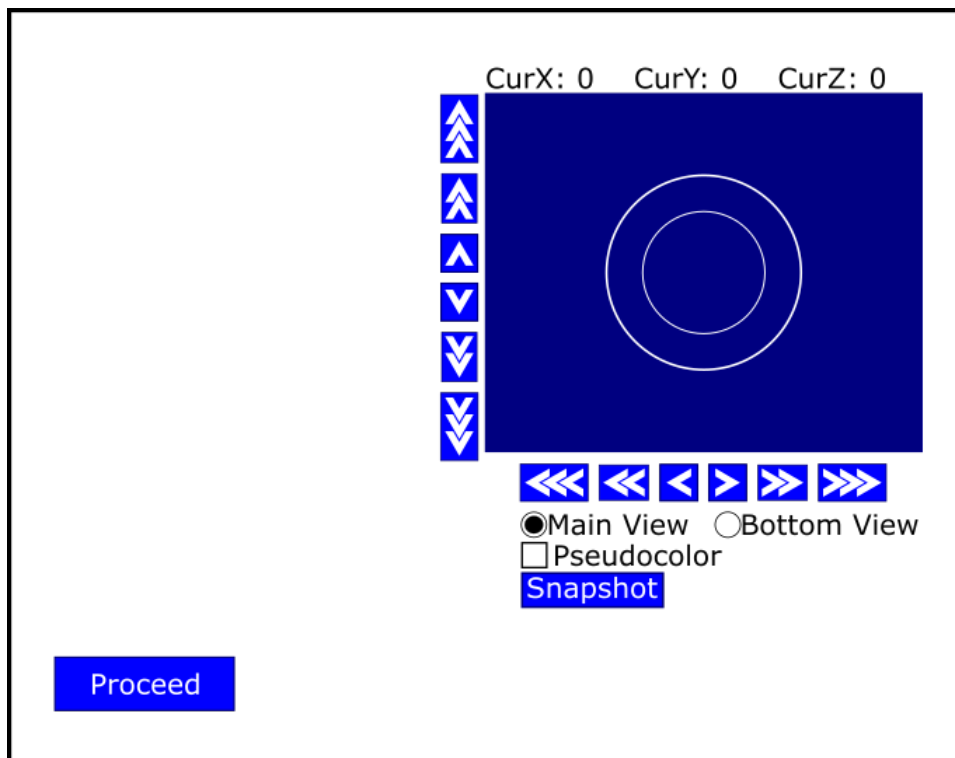 CurX: 0 CurY: 0 CurZ: 0
Main View Bottom View
Pseudocolor
Snapshot
Proceed